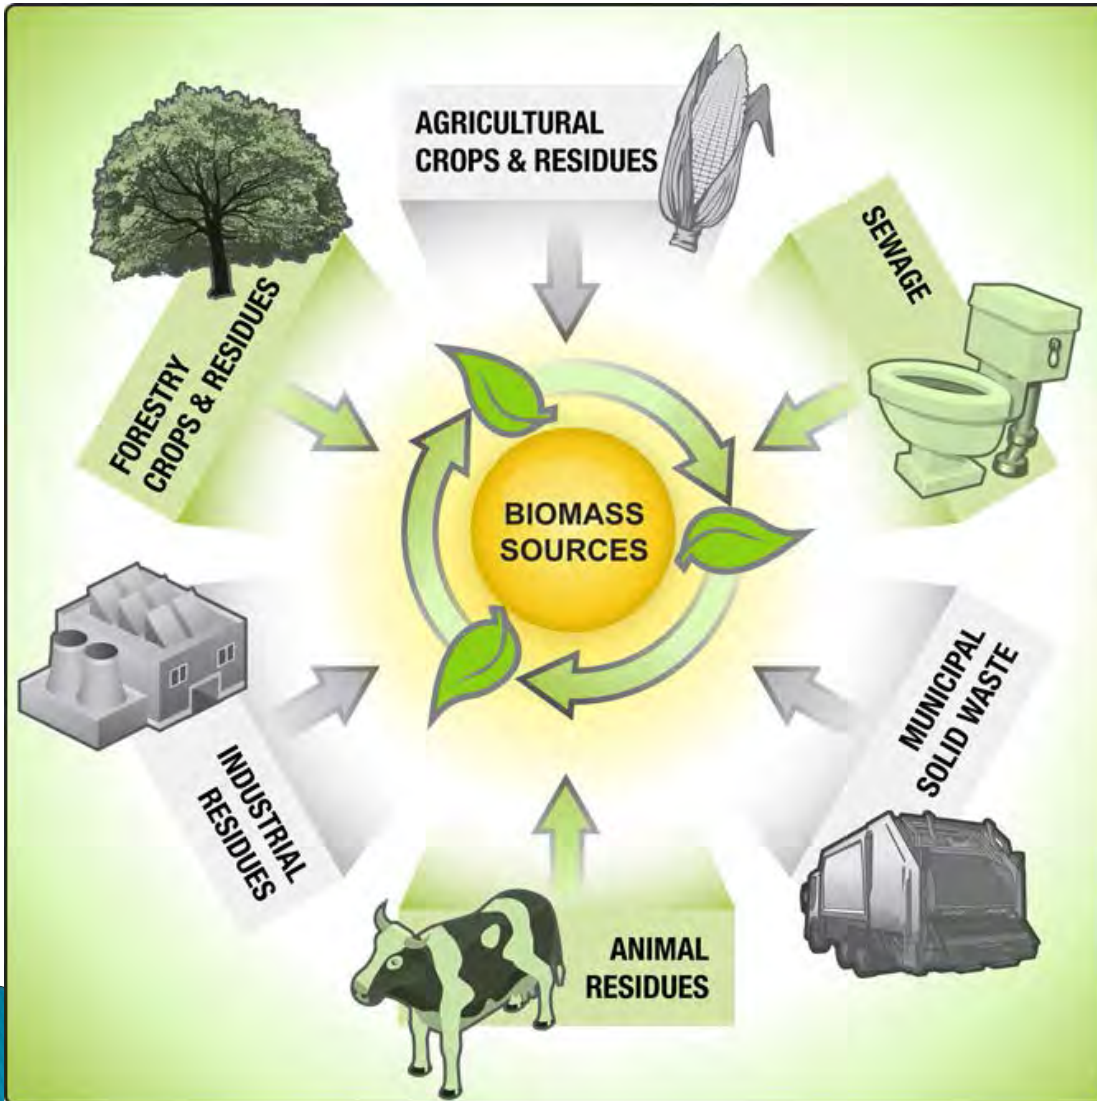 AGRICULTURAL
CROPS & RESIDUES
SEWAGE
MUNICIPAL
SOLID WASTE
ANIMAL
RESIDUES
INDUSTRIAL
RESIDUES
FORESTRY
CROPS & RESIDUES
BIOMASS
SOURCES